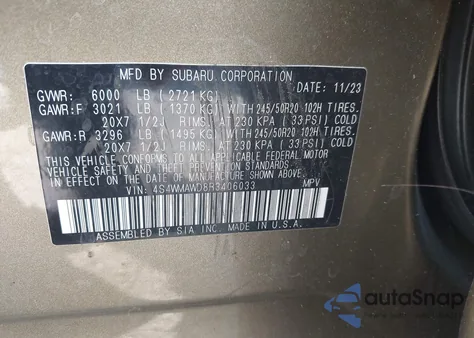 MFD. BY SUBARU CORPORATION
DATE: 11/23
GVWR: 6000 LB (2721 KG)
GAWR:F 3021 LB (1370 KG) WITH 245/50R20 102H TIRES.
20X7 1/2J RIMS, AT 230 KPA (33 PSI) COLD
GAWR:R 3296 LB (1495 KG) WITH 245/50R20 102H TIRES.
20X7 1/2J RIMS, AT 230 KPA (33 PSI) COLD
THIS VEHICLE CONFORMS TO ALL APPLICABLE FEDERAL MOTOR
VEHICLE SAFETY STANDARDS IN EFFECT ON THE DATE OF
MANUFACTURE SHOWN ABOVE.
VIN: 4S4WMAWD8R3406033 MPV
ASSEMBLED BY SIA INC. MADE IN U.S.A.
autoSnap